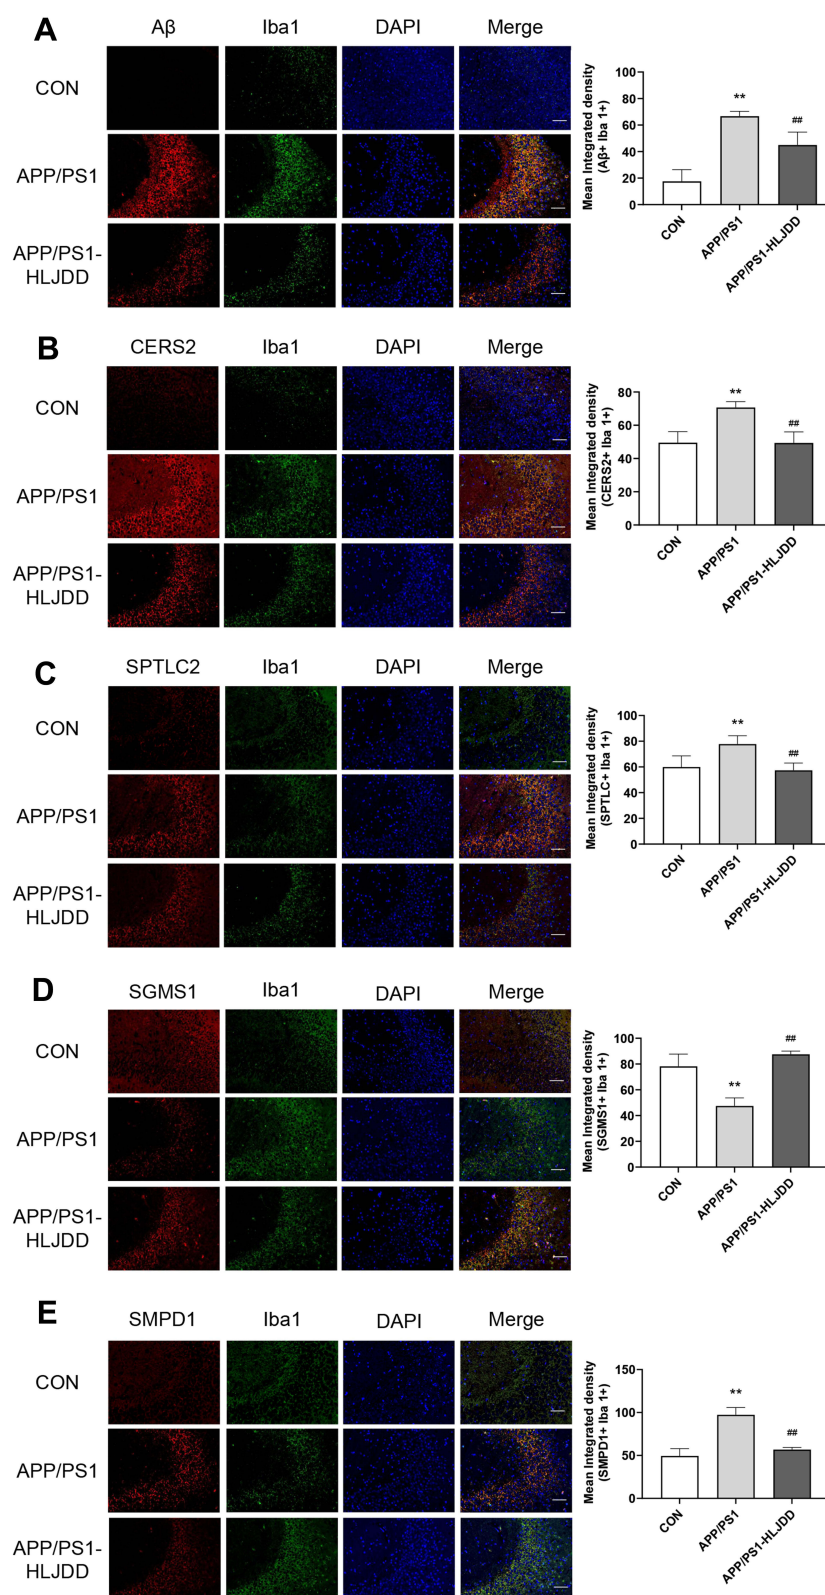 A
Aβ Iba1 DAPI Merge
CON
APP/PS1
APP/PS1-
HLJDD
Mean Integrated density
(Aβ+ Iba 1+)
100
80
60
40
20
0
**
##
CON
APP/PS1
APP/PS1-HLJDD
B
CERS2 Iba1 DAPI Merge
CON
APP/PS1
APP/PS1-
HLJDD
Mean Integrated density
(CERS2+ Iba 1+)
80
60
40
20
0
**
##
CON
APP/PS1
APP/PS1-HLJDD
C
SPTLC2 Iba1 DAPI Merge
CON
APP/PS1
APP/PS1-
HLJDD
Mean Integrated density
(SPTLC+ Iba 1+)
100
80
60
40
20
0
**
##
CON
APP/PS1
APP/PS1-HLJDD
D
SGMS1 Iba1 DAPI Merge
CON
APP/PS1
APP/PS1-
HLJDD
Mean Integrated density
(SGMS1+ Iba 1+)
100
80
60
40
20
0
**
##
CON
APP/PS1
APP/PS1-HLJDD
E
SMPD1 Iba1 DAPI Merge
CON
APP/PS1
APP/PS1-
HLJDD
Mean Integrated density
(SMPD1+ Iba 1+)
150
100
50
0
**
##
CON
APP/PS1
APP/PS1-HLJDD